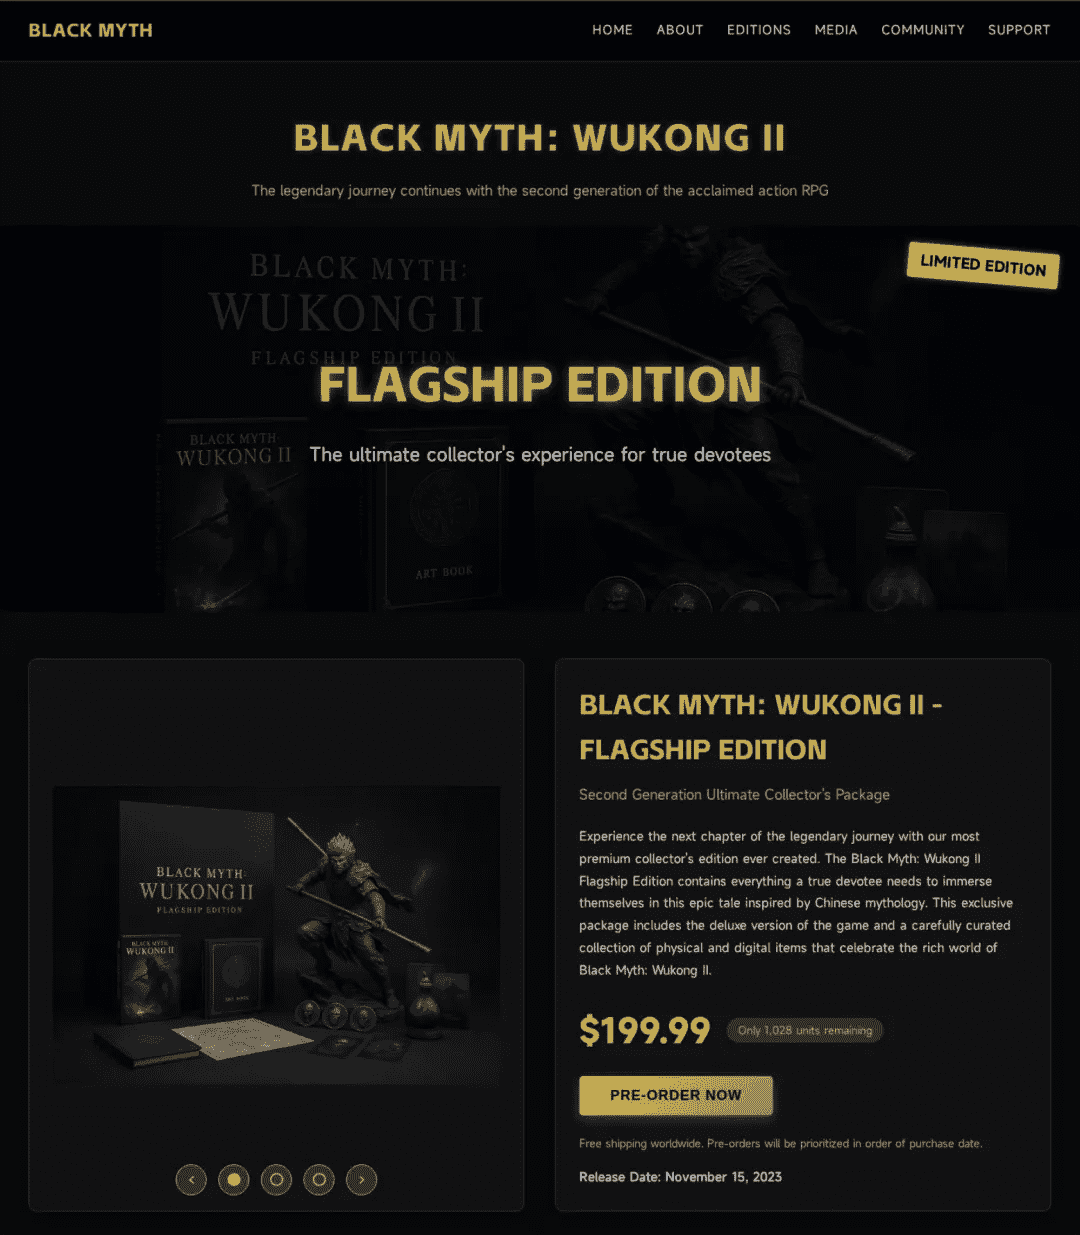 BLACK MYTH
HOME ABOUT EDITIONS MEDIA COMMUNITY SUPPORT
BLACK MYTH: WUKONG II
The legendary journey continues with the second generation of the acclaimed action RPG
LIMITED EDITION
BLACK MYTH:
WUKONG II
FLAGSHIP EDITION
FLAGSHIP EDITION
The ultimate collector's experience for true devotees
BLACK MYTH
WUKONG II
ART BOOK
BLACK MYTH:
WUKONG II
FLAGSHIP EDITION
BLACK MYTH
WUKONG II
ART BOOK
BLACK MYTH: WUKONG II -
FLAGSHIP EDITION
Second Generation Ultimate Collector's Package
Experience the next chapter of the legendary journey with our most
premium collector's edition ever created. The Black Myth: Wukong II
Flagship Edition contains everything a true devotee needs to immerse
themselves in this epic tale inspired by Chinese mythology. This exclusive
package includes the deluxe version of the game and a carefully curated
collection of physical and digital items that celebrate the rich world of
Black Myth: Wukong II.
$199.99 Only 1,028 units remaining
PRE-ORDER NOW
Free shipping worldwide. Pre-orders will be prioritized in order of purchase date.
Release Date: November 15, 2023